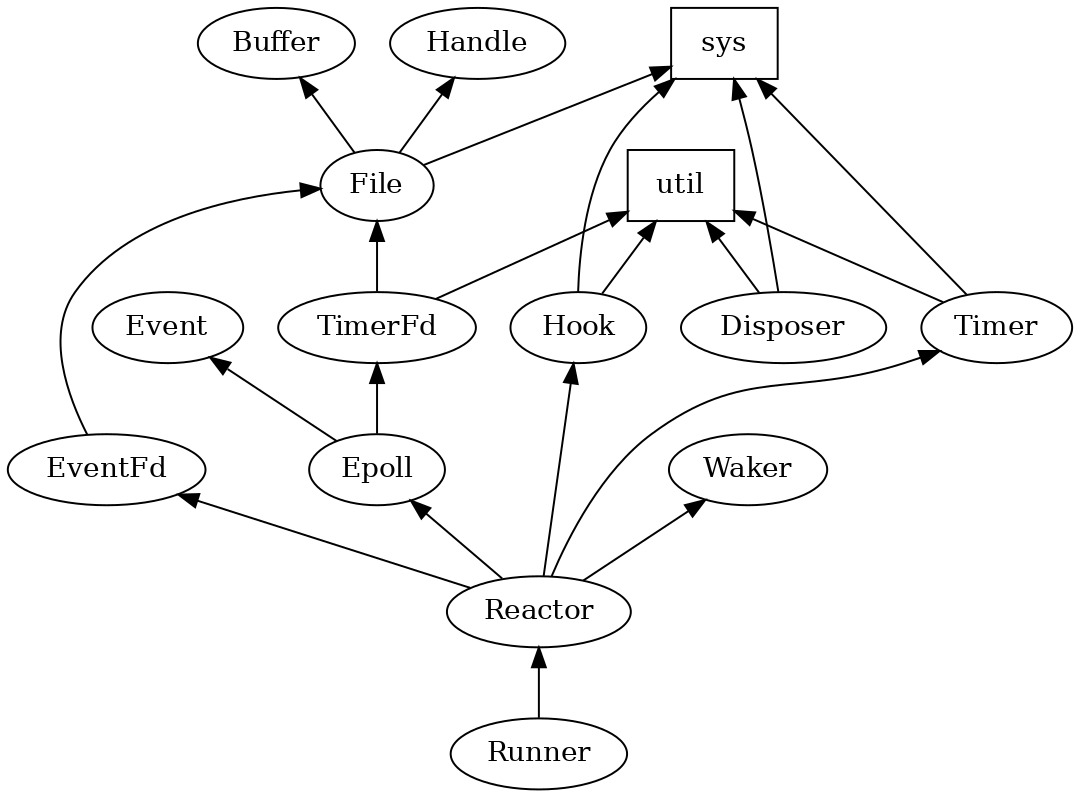 Buffer
Handle
sys
File
util
Event
TimerFd
Hook
Disposer
Timer
EventFd
Epoll
Waker
Reactor
Runner